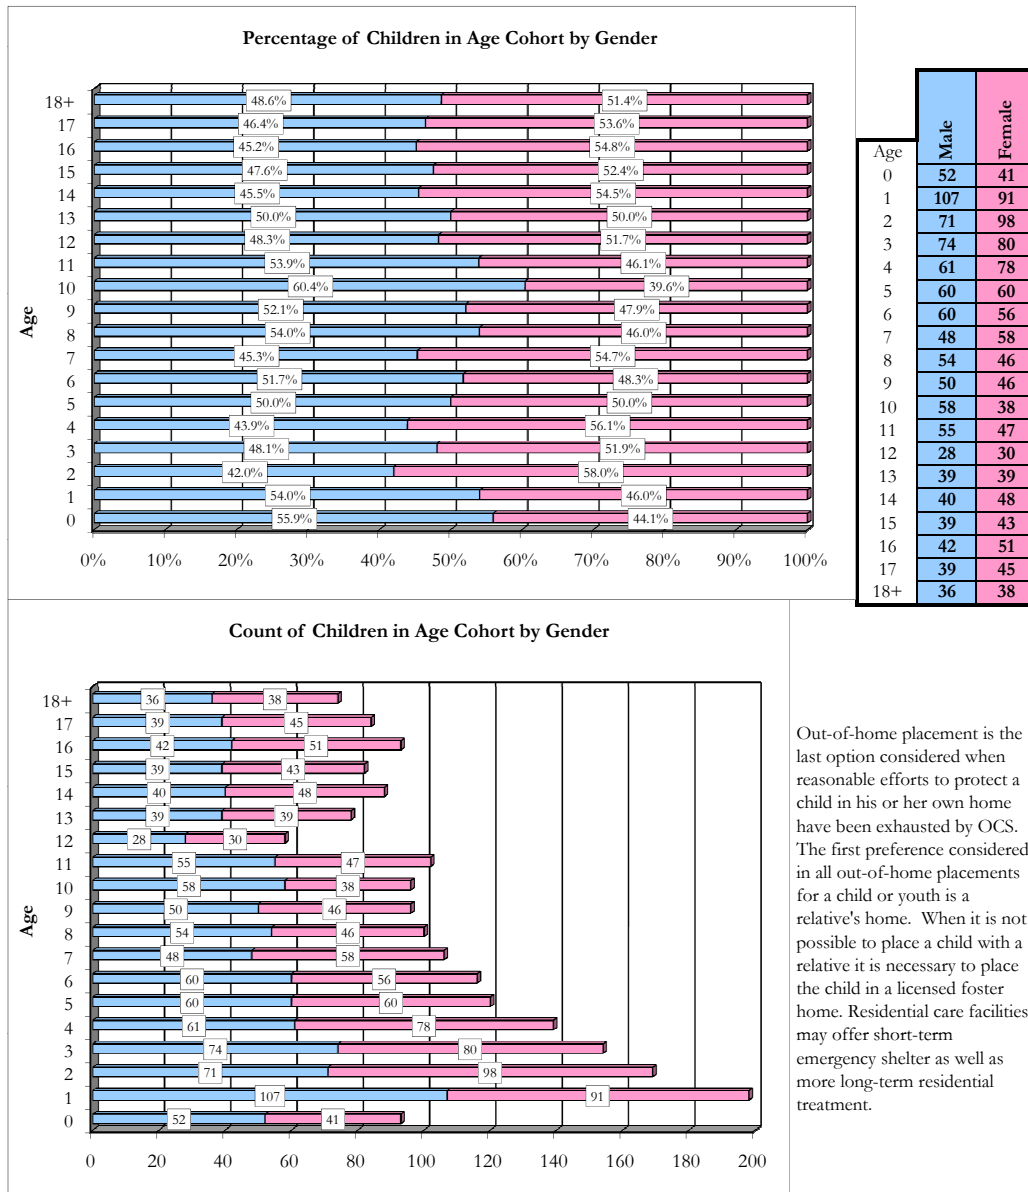 Percentage of Children in Age Cohort by Gender
18+ 48.6% 51.4%
17 46.4% 53.6%
16 45.2% 54.8%
15 47.6% 52.4%
14 45.5% 54.5%
13 50.0% 50.0%
12 48.3% 51.7%
11 53.9% 46.1%
10 60.4% 39.6%
9 52.1% 47.9%
8 54.0% 46.0%
7 45.3% 54.7%
6 51.7% 48.3%
5 50.0% 50.0%
4 43.9% 56.1%
3 48.1% 51.9%
2 42.0% 58.0%
1 54.0% 46.0%
0 55.9% 44.1%
Age
0% 10% 20% 30% 40% 50% 60% 70% 80% 90% 100%
Age Male Female
0 52 41
1 107 91
2 71 98
3 74 80
4 61 78
5 60 60
6 60 56
7 48 58
8 54 46
9 50 46
10 58 38
11 55 47
12 28 30
13 39 39
14 40 48
15 39 43
16 42 51
17 39 45
18+ 36 38
Count of Children in Age Cohort by Gender
18+ 36 38
17 39 45
16 42 51
15 39 43
14 40 48
13 39 39
12 28 30
11 55 47
10 58 38
9 50 46
8 54 46
7 48 58
6 60 56
5 60 60
4 61 78
3 74 80
2 71 98
1 107 91
0 52 41
Age
0 20 40 60 80 100 120 140 160 180 200
Out-of-home placement is the
last option considered when
reasonable efforts to protect a
child in his or her own home
have been exhausted by OCS.
The first preference considered
in all out-of-home placements
for a child or youth is a
relative's home. When it is not
possible to place a child with a
relative it is necessary to place
the child in a licensed foster
home. Residential care facilities
may offer short-term
emergency shelter as well as
more long-term residential
treatment.